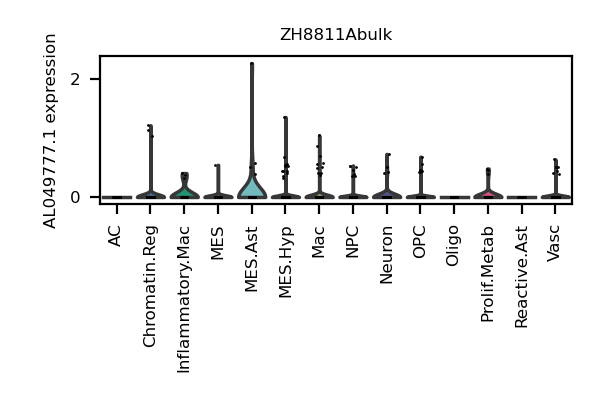 ZH8811Abulk
AL049777.1 expression
2
0
AC
Chromatin.Reg
Inflammatory.Mac
MES
MES.Ast
MES.Hyp
Mac
NPC
Neuron
OPC
Oligo
Prolif.Metab
Reactive.Ast
Vasc